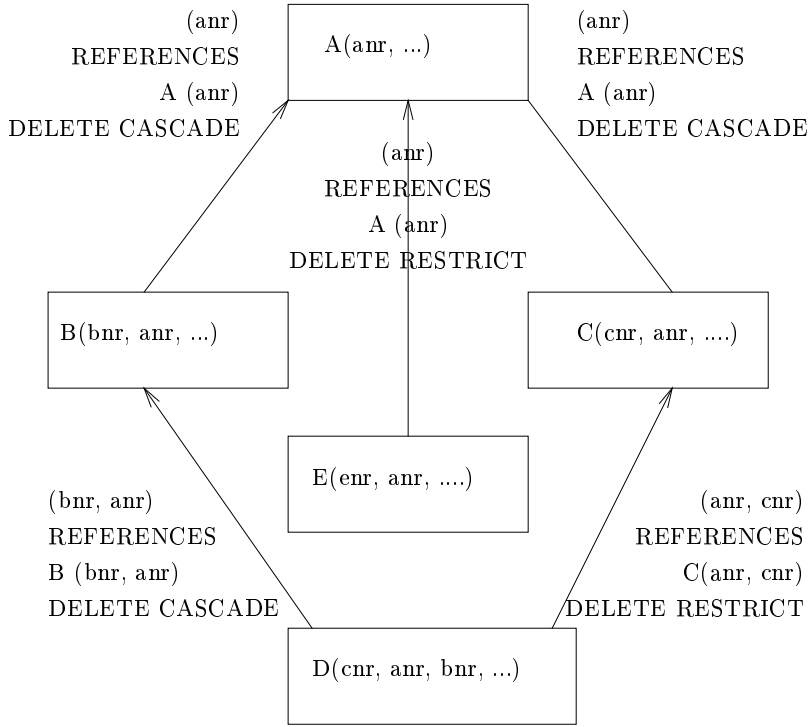 (anr)
REFERENCES
A (anr)
DELETE CASCADE
A(anr, ...)
(anr)
REFERENCES
A (anr)
DELETE CASCADE
(anr)
REFERENCES
A (anr)
DELETE RESTRICT
B(bnr, anr, ...)
C(cnr, anr, ....)
E(enr, anr, ....)
(bnr, anr)
REFERENCES
B (bnr, anr)
DELETE CASCADE
(anr, cnr)
REFERENCES
C(anr, cnr)
DELETE RESTRICT
D(cnr, anr, bnr, ...)